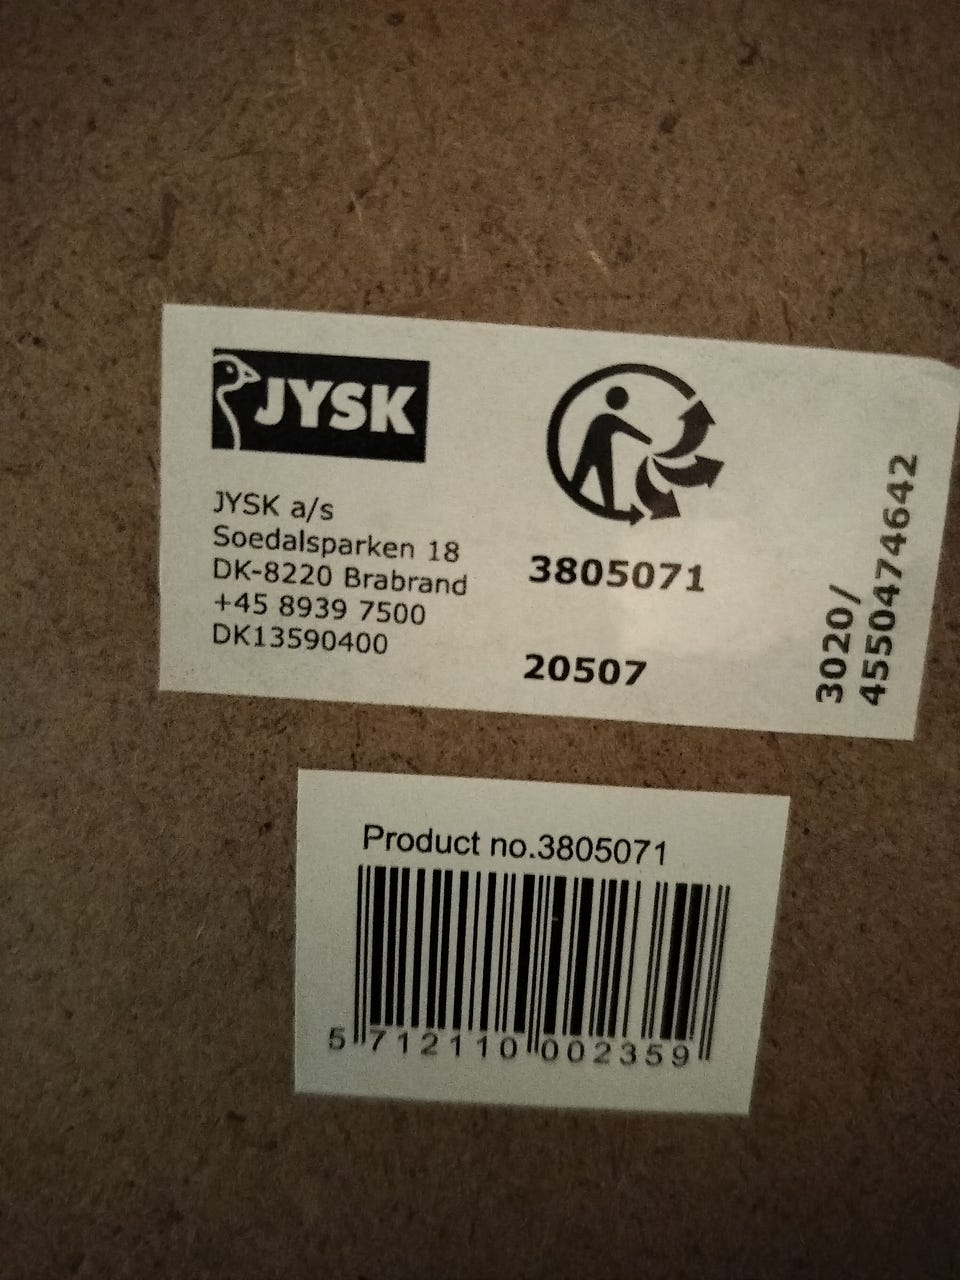 JYSK
JYSK a/s
Soedalsparken 18
DK-8220 Brabrand
+45 8939 7500
DK13590400
3805071
20507
3020/
4550474642
Product no.3805071
5 712110 002359